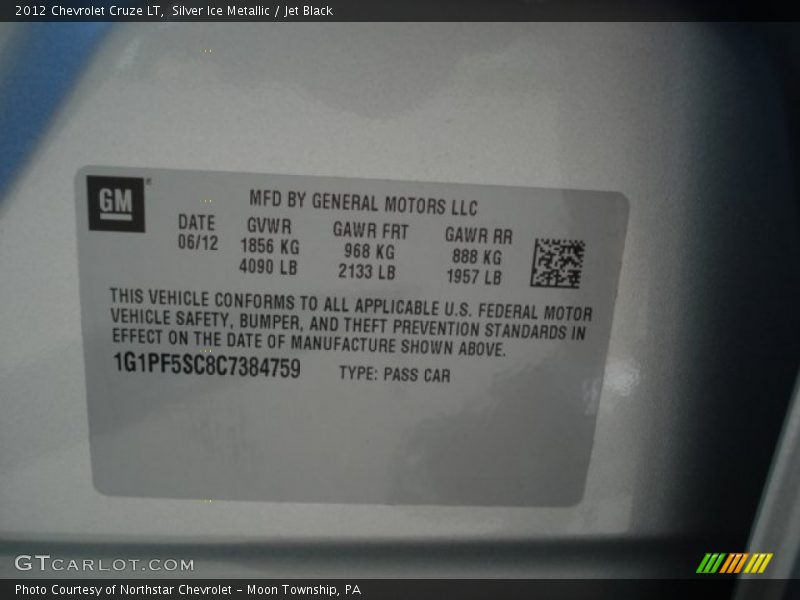 2012 Chevrolet Cruze LT,  Silver Ice Metallic / Jet Black
GM®
MFD BY GENERAL MOTORS LLC
DATE GVWR GAWR FRT GAWR RR
06/12 1856 KG 968 KG 888 KG
4090 LB 2133 LB 1957 LB
THIS VEHICLE CONFORMS TO ALL APPLICABLE U.S. FEDERAL MOTOR
VEHICLE SAFETY, BUMPER, AND THEFT PREVENTION STANDARDS IN
EFFECT ON THE DATE OF MANUFACTURE SHOWN ABOVE.
1G1PF5SC8C7384759 TYPE: PASS CAR
GTCARLOT.COM
Photo Courtesy of Northstar Chevrolet - Moon Township, PA